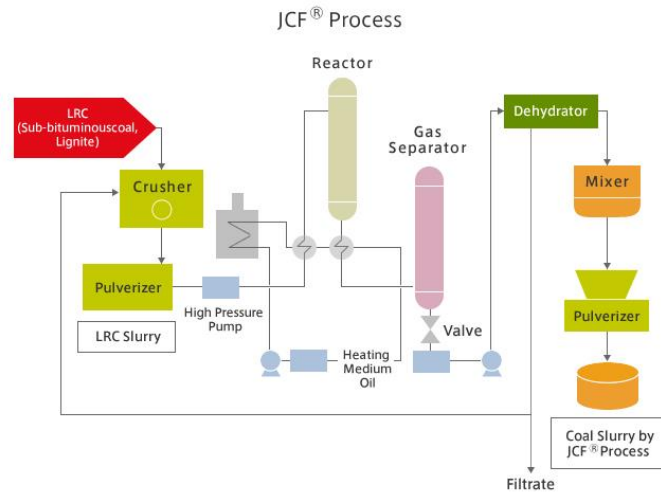 JCF® Process
Reactor
LRC
(Sub-bituminouscoal,
Lignite)
Gas
Separator
Dehydrator
Crusher
Mixer
Pulverizer
High Pressure
Pump
LRC Slurry
Valve
Heating
Medium
Oil
Pulverizer
Coal Slurry by
JCF® Process
Filtrate